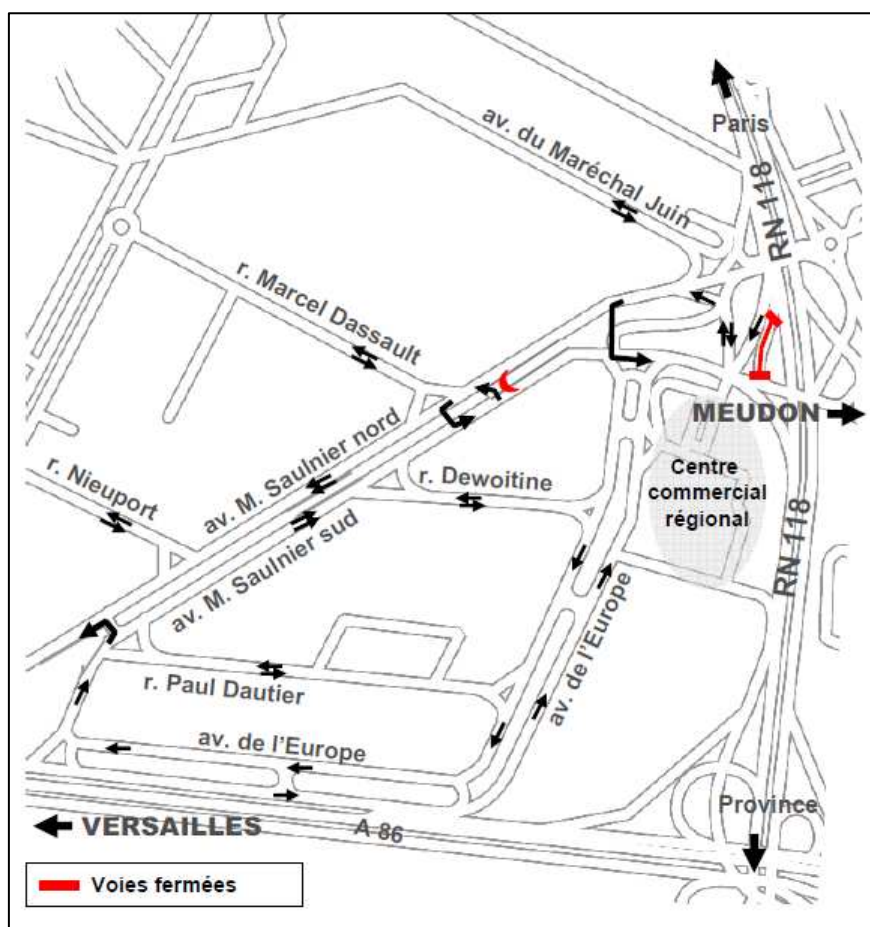 Paris
RN 118
av. du Maréchal Juin
r. Marcel Dassault
MEUDON
Centre
commercial
régional
av. M. Saulnier nord
r. Nieuport
r. Dewoitine
av. M. Saulnier sud
RN 118
av. de l'Europe
r. Paul Dautier
av. de l'Europe
Province
VERSAILLES
A 86
Voies fermées